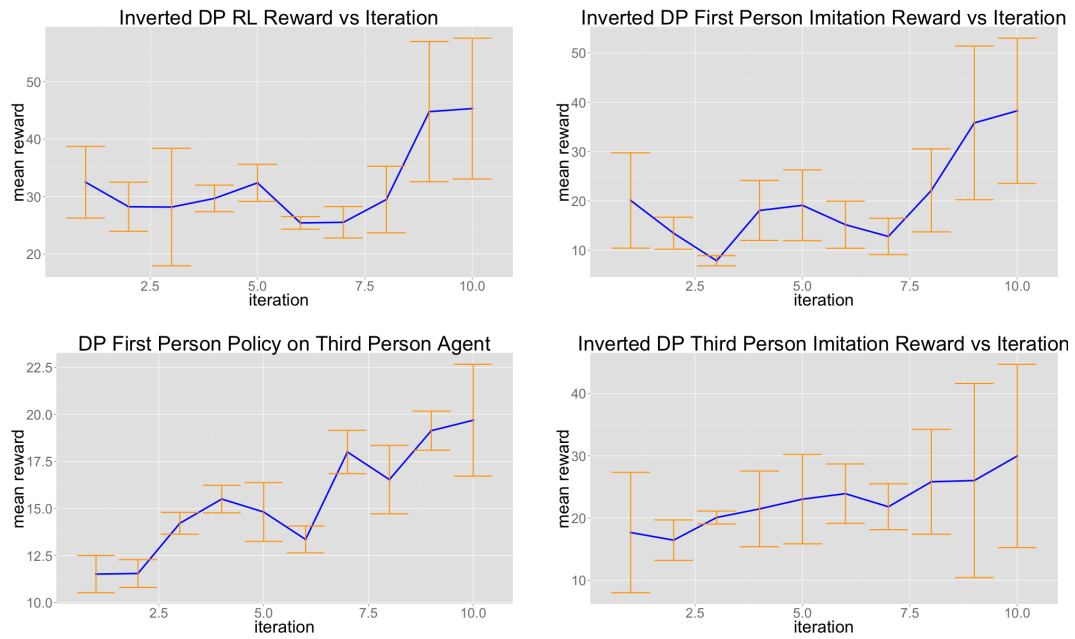 Inverted DP RL Reward vs Iteration
mean reward
50
40
30
20
2.5 5.0 7.5 10.0
iteration
Inverted DP First Person Imitation Reward vs Iteration
mean reward
50
40
30
20
10
2.5 5.0 7.5 10.0
iteration
DP First Person Policy on Third Person Agent
mean reward
22.5
20.0
17.5
15.0
12.5
10.0
2.5 5.0 7.5 10.0
iteration
Inverted DP Third Person Imitation Reward vs Iteration
mean reward
40
30
20
10
2.5 5.0 7.5 10.0
iteration